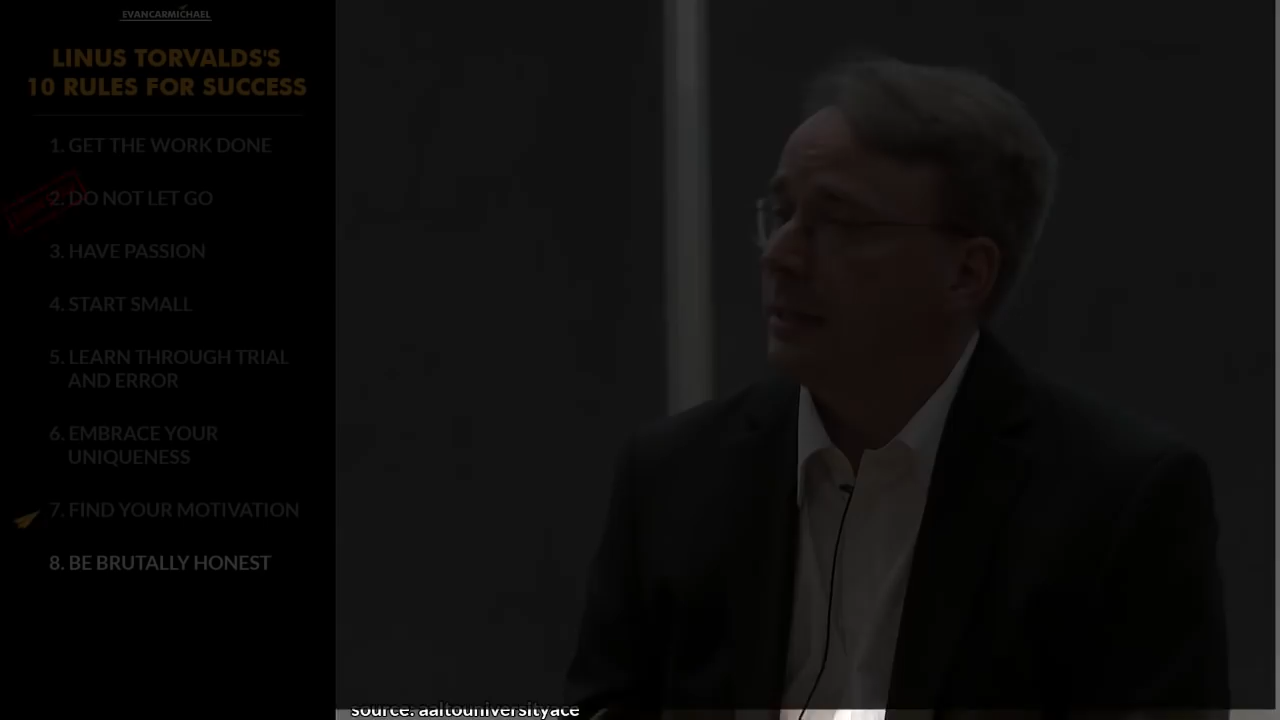 EVANCARMICHAEL
LINUS TORVALDS'S
10 RULES FOR SUCCESS
1. GET THE WORK DONE
2. DO NOT LET GO
3. HAVE PASSION
4. START SMALL
5. LEARN THROUGH TRIAL
AND ERROR
6. EMBRACE YOUR
UNIQUENESS
7. FIND YOUR MOTIVATION
8. BE BRUTALLY HONEST
source: aaltouniversityace